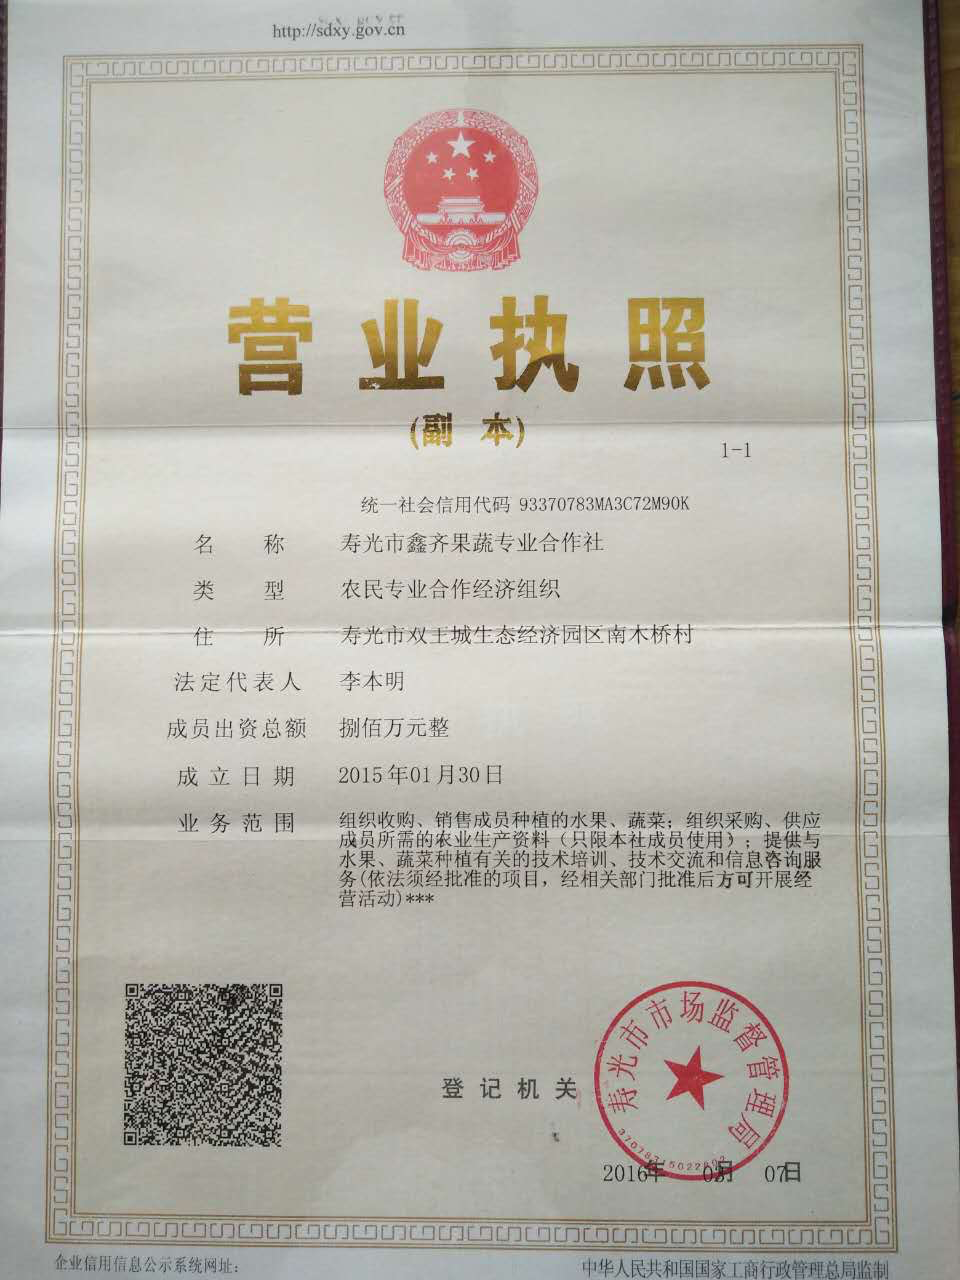 http://sdxy.gov.cn
营业执照
(副 本)
1-1
统一社会信用代码 93370783MA3C72M90K
名 称 寿光市鑫齐果蔬专业合作社
类 型 农民专业合作经济组织
住 所 寿光市双王城生态经济园区南木桥村
法定代表人 李本明
成员出资总额 捌佰万元整
成立日期 2015年01月30日
业务范围 组织收购、销售成员种植的水果、蔬菜；组织采购、供应
成员所需的农业生产资料（只限本社成员使用）；提供与
水果、蔬菜种植有关的技术培训、技术交流和信息咨询服
务(依法须经批准的项目，经相关部门批准后方可开展经
营活动)***
寿光市市场监督管理局
登记机关
2016年 03月 07日
企业信用信息公示系统网址：
中华人民共和国国家工商行政管理总局监制